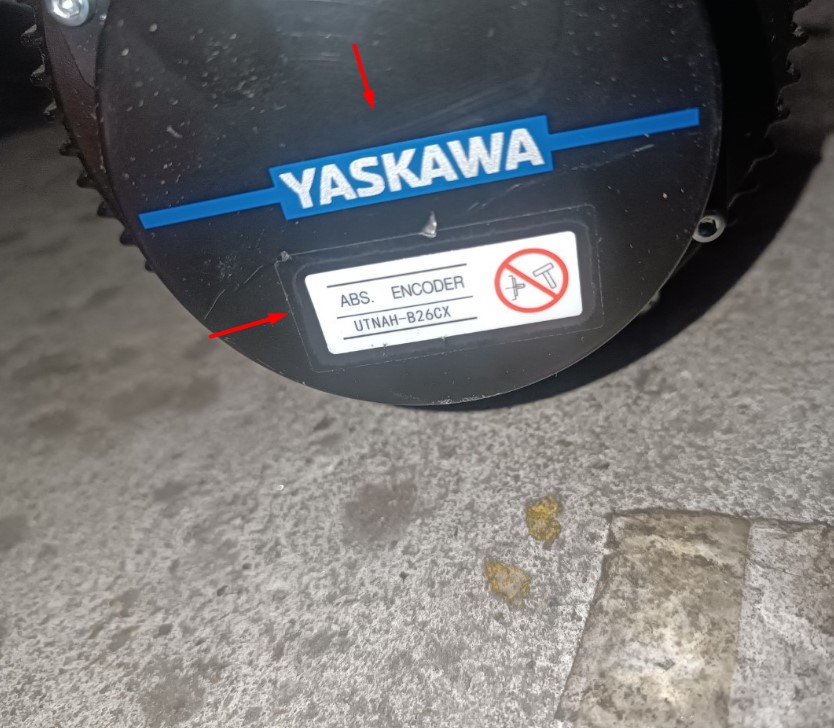 YASKAWA
ABS. ENCODER
UTNAH-B26CX